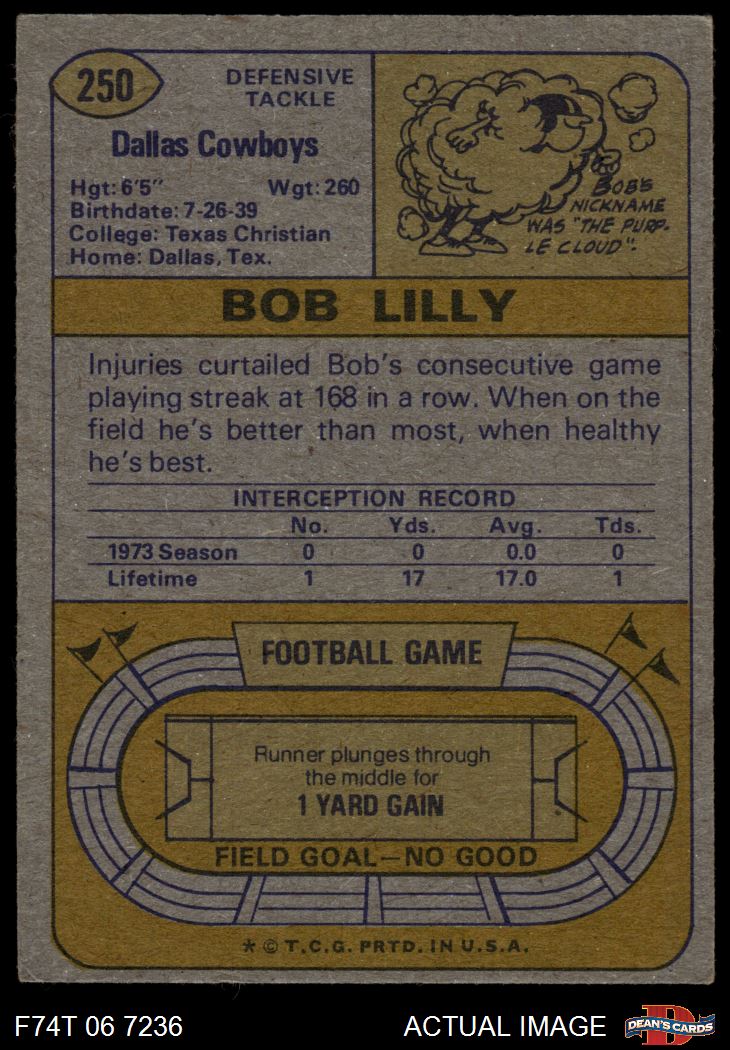 250
DEFENSIVE
TACKLE
Dallas Cowboys
Hgt: 6'5" Wgt: 260
Birthdate: 7-26-39
College: Texas Christian
Home: Dallas, Tex.
BOB'S
NICKNAME
WAS "THE PURP-
LE CLOUD".
BOB LILLY
Injuries curtailed Bob's consecutive game
playing streak at 168 in a row. When on the
field he's better than most, when healthy
he's best.
INTERCEPTION RECORD
No. Yds. Avg. Tds.
1973 Season 0 0 0.0 0
Lifetime 1 17 17.0 1
FOOTBALL GAME
Runner plunges through
the middle for
1 YARD GAIN
FIELD GOAL—NO GOOD
* © T.C.G. PRTD. IN U.S.A.
F74T 06 7236 ACTUAL IMAGE
D
DEAN'S CARDS